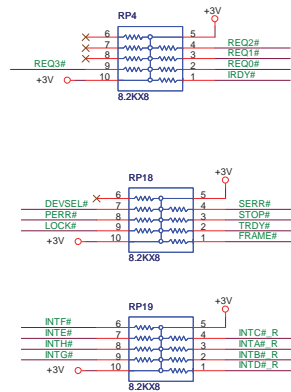 RP4
+3V
6 5
7 4 REQ2#
8 3 REQ1#
REQ3# 9 2 REQ0#
+3V 10 1 IRDY#
8.2KX8
RP18
+3V
6 5
DEVSEL# 7 4 SERR#
PERR# 8 3 STOP#
LOCK# 9 2 TRDY#
+3V 10 1 FRAME#
8.2KX8
RP19
+3V
INTF# 6 5
INTE# 7 4 INTC#_R
INTH# 8 3 INTA#_R
INTG# 9 2 INTB#_R
+3V 10 1 INTD#_R
8.2KX8